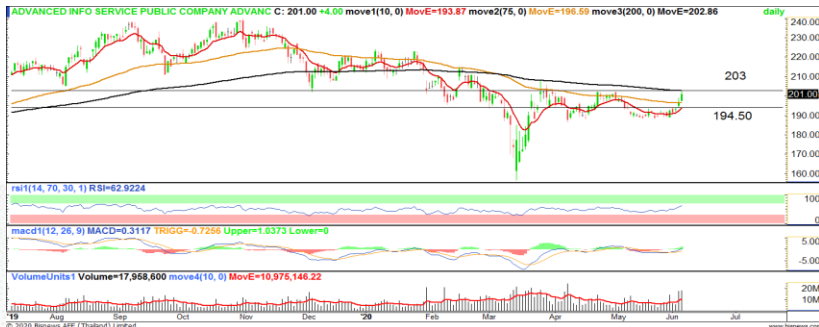 ADVANCED INFO SERVICE PUBLIC COMPANY ADVANC C: 201.00 +4.00 move1(10, 0) MovE=193.87 move2(75, 0) MovE=196.59 move3(200, 0) MovE=202.86 daily
240.00
230.00
220.00
210.00
203
201.00
194.50
190.00
180.00
170.00
160.00
rsi1(14, 70, 30, 1) RSI=62.9224
100
0
macd1(12, 26, 9) MACD=0.3117 TRIGG=-0.7256 Upper=1.0373 Lower=0
5.00
0.00
-5.00
VolumeUnits1 Volume=17,958,600 move4(10, 0) MovE=10,975,146.22
20M
10M
'19 Aug Sep Oct Nov Dec '20 Feb Mar Apr May Jun Jul
© 2020 Bisnews AFE (Thailand) Limited